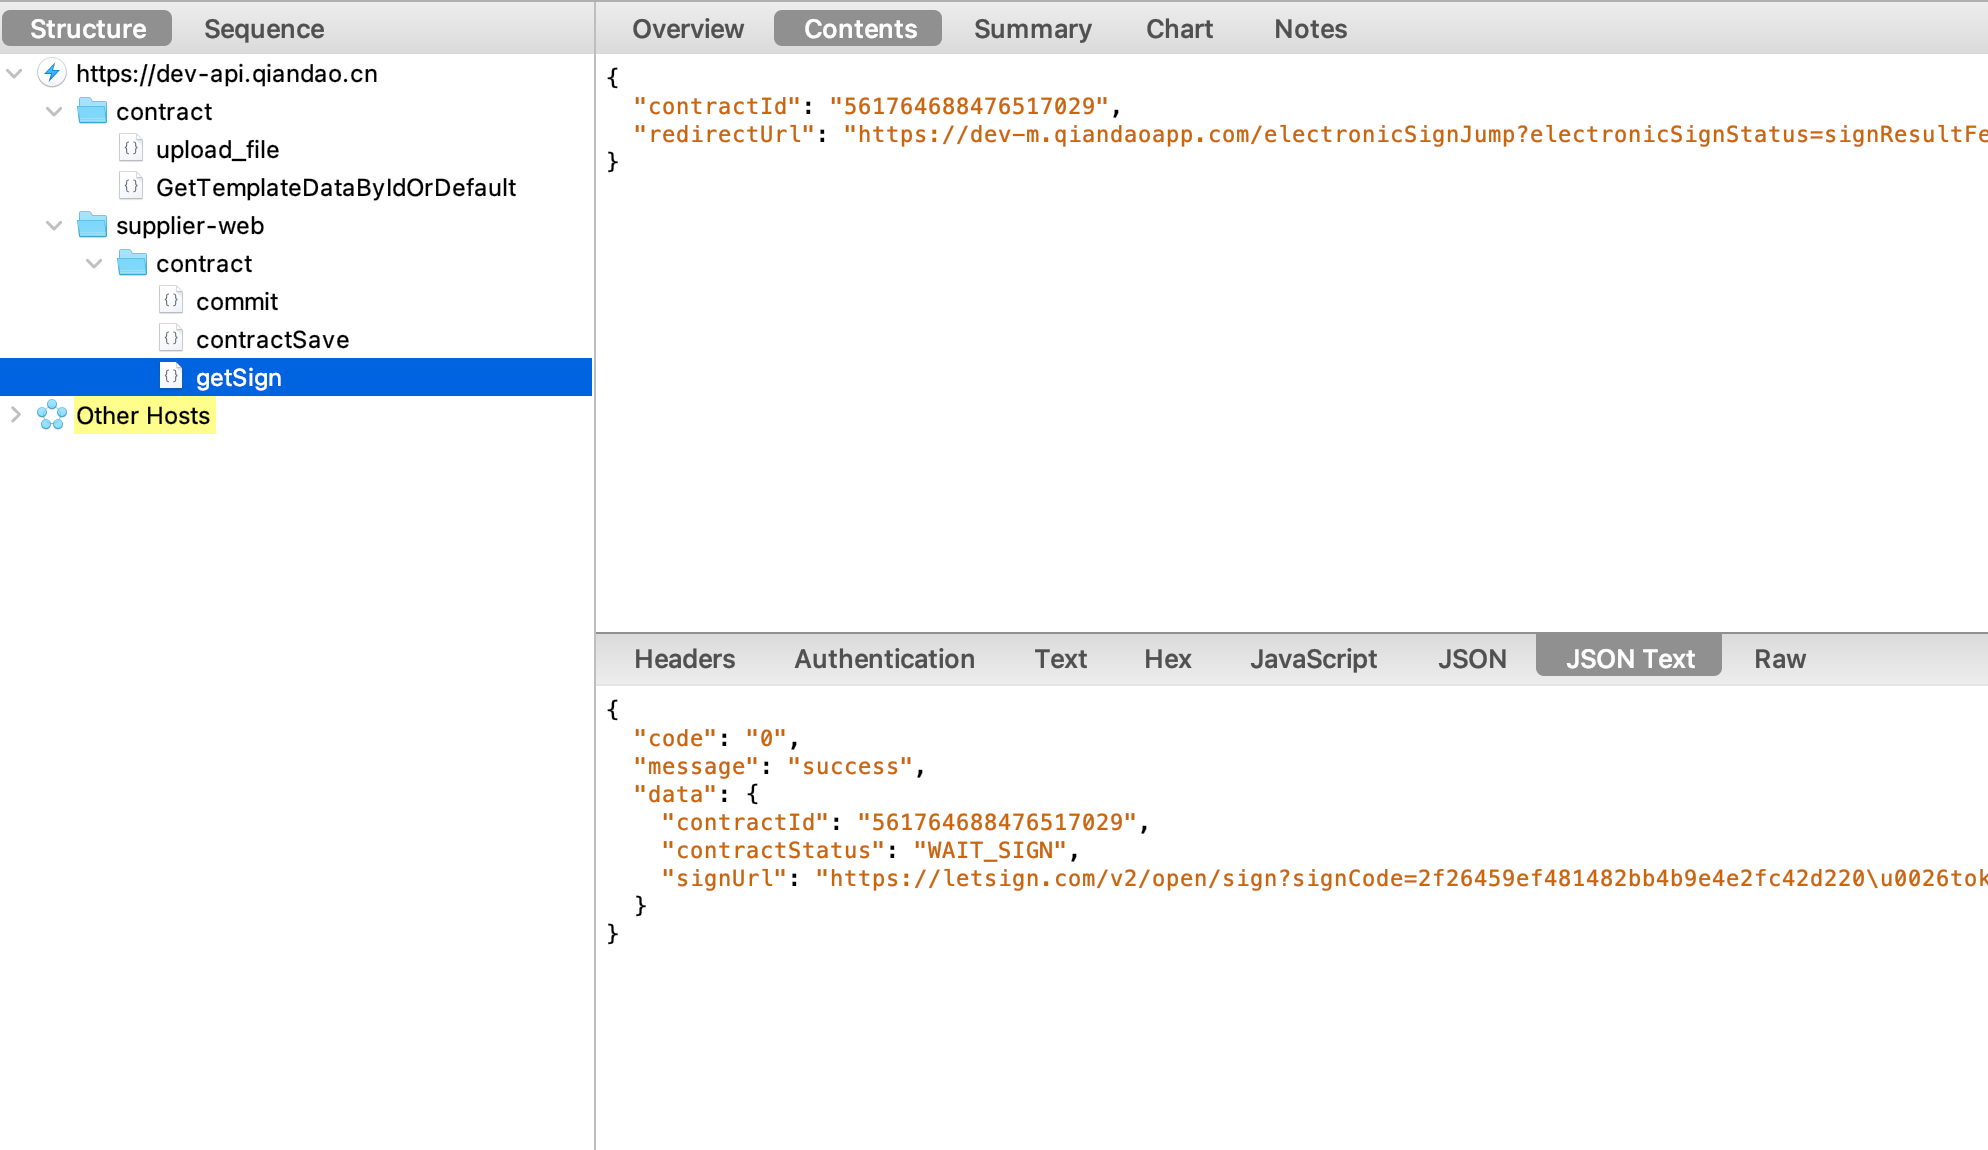 Structure Sequence
https://dev-api.qiandao.cn
contract
upload_file
GetTemplateDataByIdOrDefault
supplier-web
contract
commit
contractSave
getSign
Other Hosts
Overview Contents Summary Chart Notes
{
"contractId": "561764688476517029",
"redirectUrl": "https://dev-m.qiandaoapp.com/electronicSignJump?electronicSignStatus=signResultFe
}
Headers Authentication Text Hex JavaScript JSON JSON Text Raw
{
"code": "0",
"message": "success",
"data": {
"contractId": "561764688476517029",
"contractStatus": "WAIT_SIGN",
"signUrl": "https://letsign.com/v2/open/sign?signCode=2f26459ef481482bb4b9e4e2fc42d220\u0026tok
}
}